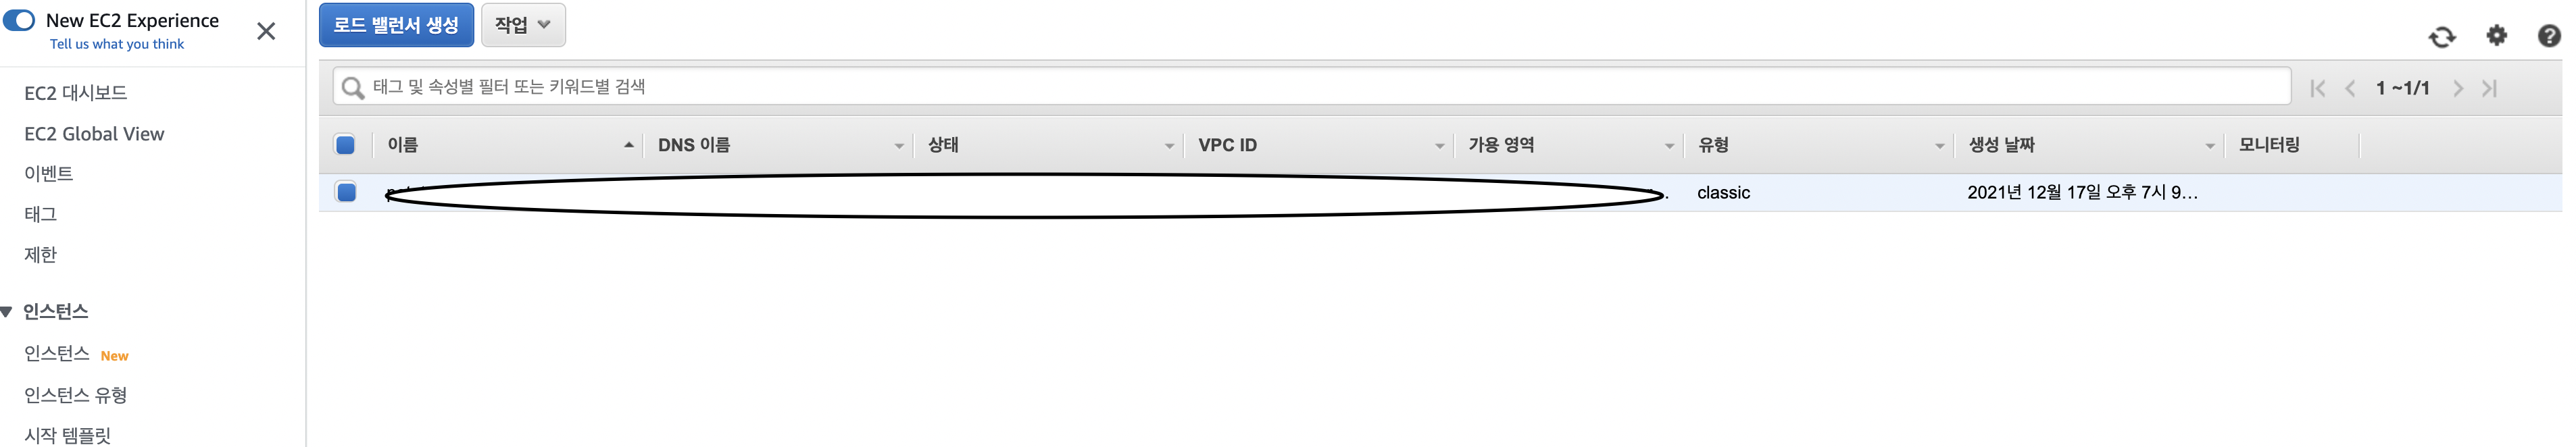 New EC2 Experience
Tell us what you think
EC2 대시보드
EC2 Global View
이벤트
태그
제한
인스턴스
인스턴스 New
인스턴스 유형
시작 템플릿
로드 밸런서 생성 작업
태그 및 속성별 필터 또는 키워드별 검색 1 ~1/1
이름 DNS 이름 상태 VPC ID 가용 영역 유형 생성 날짜 모니터링
classic 2021년 12월 17일 오후 7시 9...